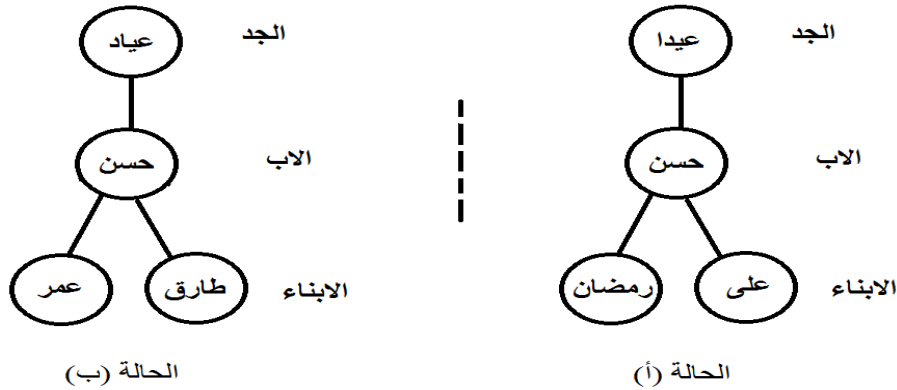 الجد عيدا
الجد عياد
الاب حسن
الاب حسن
الابناء على رمضان
الابناء طارق عمر
الحالة (أ)
الحالة (ب)